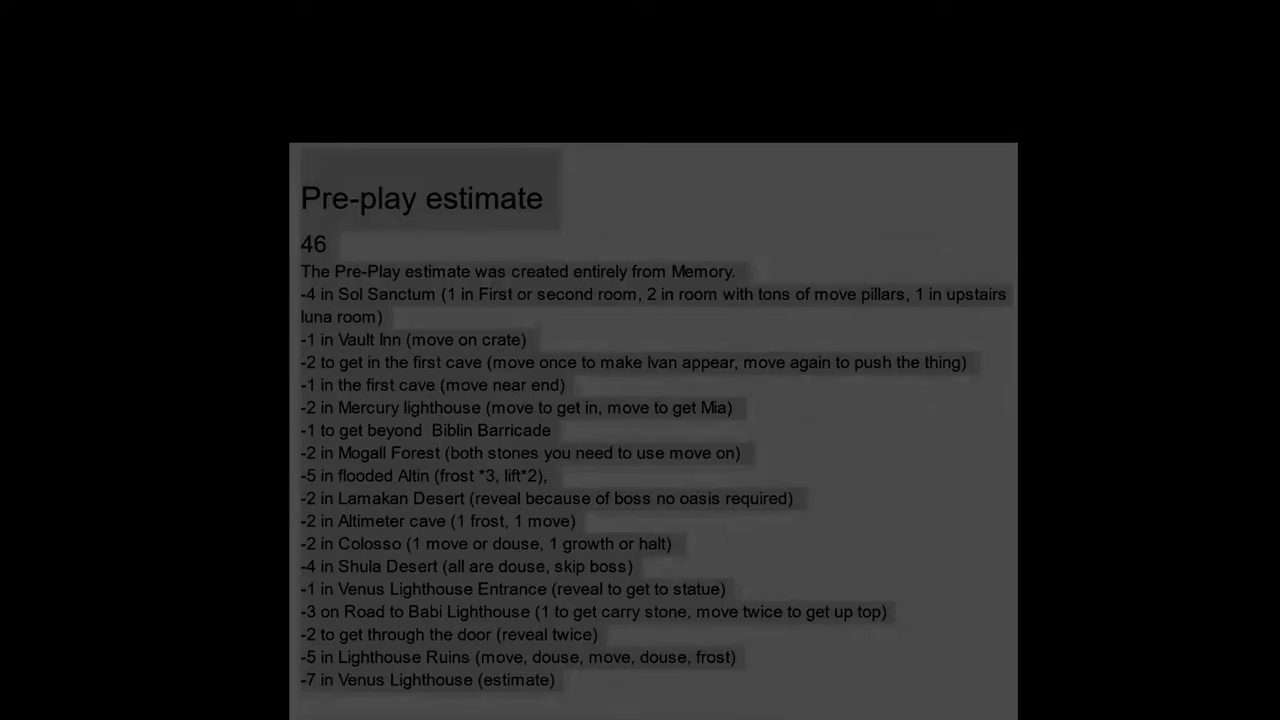 Pre-play estimate
46
The Pre-Play estimate was created entirely from Memory.
-4 in Sol Sanctum (1 in First or second room, 2 in room with tons of move pillars, 1 in upstairs
luna room)
-1 in Vault Inn (move on crate)
-2 to get in the first cave (move once to make Ivan appear, move again to push the thing)
-1 in the first cave (move near end)
-2 in Mercury lighthouse (move to get in, move to get Mia)
-1 to get beyond  Biblin Barricade
-2 in Mogall Forest (both stones you need to use move on)
-5 in flooded Altin (frost *3, lift*2),
-2 in Lamakan Desert (reveal because of boss no oasis required)
-2 in Altimeter cave (1 frost, 1 move)
-2 in Colosso (1 move or douse, 1 growth or halt)
-4 in Shula Desert (all are douse, skip boss)
-1 in Venus Lighthouse Entrance (reveal to get to statue)
-3 on Road to Babi Lighthouse (1 to get carry stone, move twice to get up top)
-2 to get through the door (reveal twice)
-5 in Lighthouse Ruins (move, douse, move, douse, frost)
-7 in Venus Lighthouse (estimate)